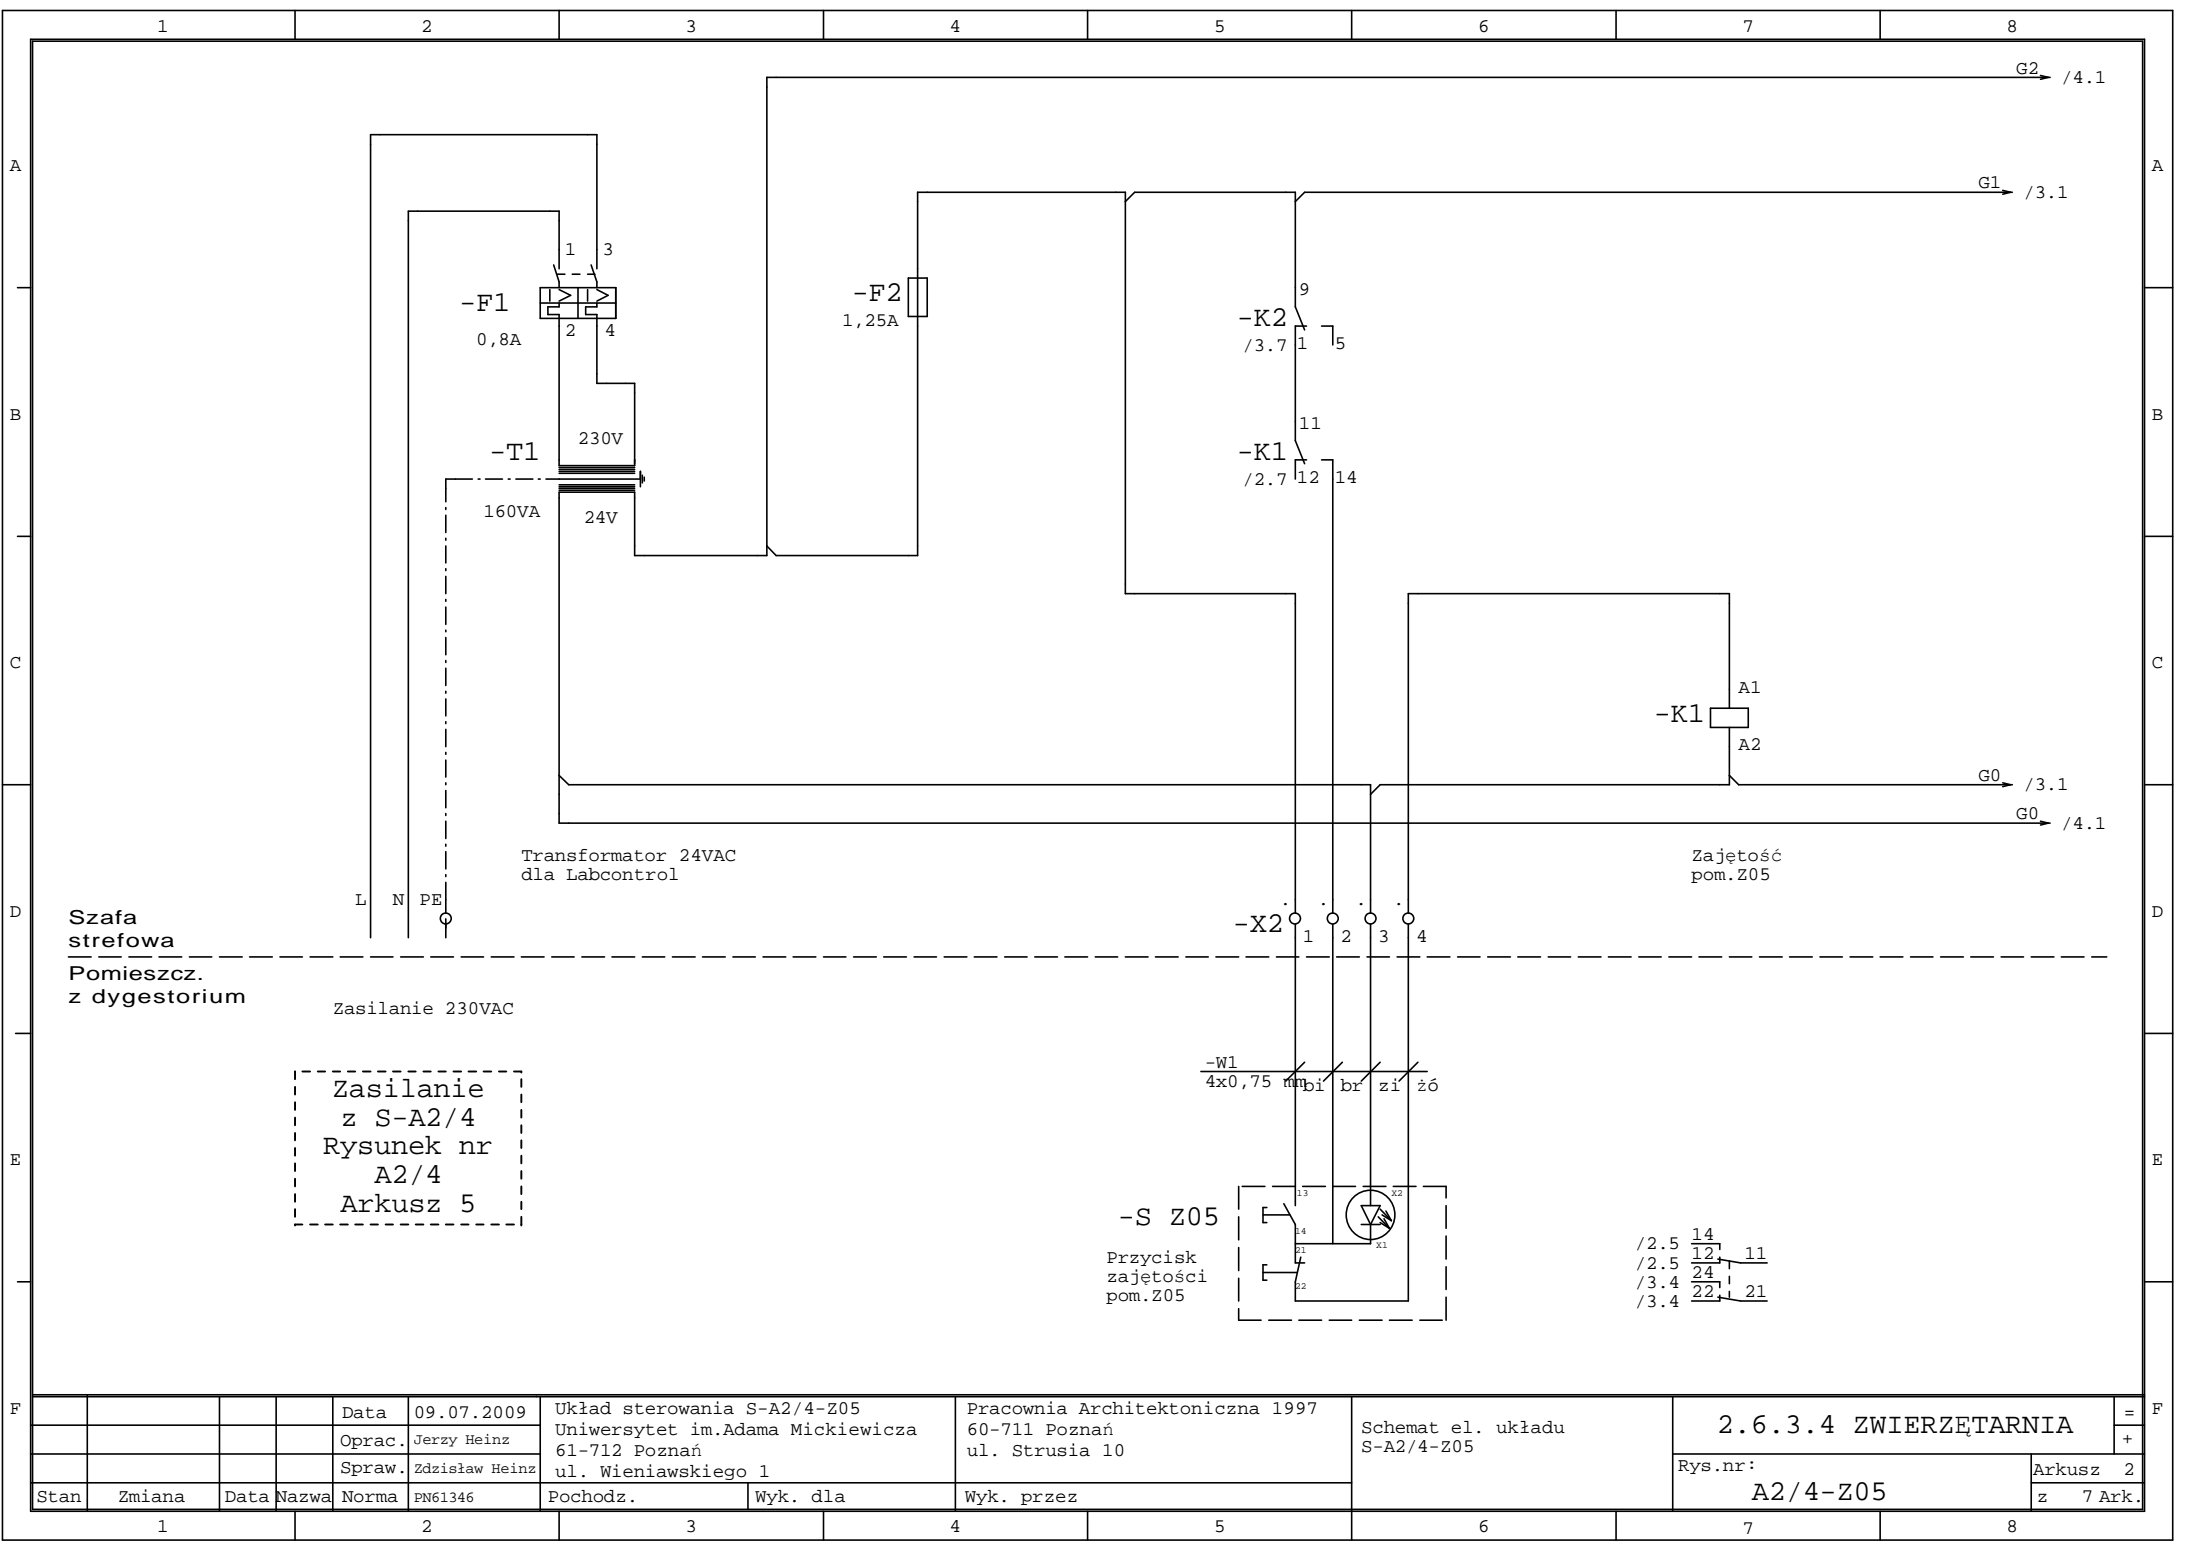 1 2 3 4 5 6 7 8
G2 /4.1
A A
G1 /3.1
1 3
-F1
0,8A
2 4
-F2
1,25A
9
-K2
/3.7 1 5
B B
230V
-T1
160VA
24V
11
-K1
/2.7 12 14
C C
A1
-K1
A2
G0 /3.1
G0 /4.1
Transformator 24VAC
dla Labcontrol
Zajętość
pom.Z05
L N PE
D D
Szafa
strefowa
-X2 1 2 3 4
Pomieszcz.
z dygestorium
Zasilanie 230VAC
-W1
4x0,75 mm bi br zi żó
Zasilanie
z S-A2/4
Rysunek nr
A2/4
Arkusz 5
E E
13 X2
-S Z05
14 X1
21
22
Przycisk
zajętości
pom.Z05
/2.5 14
/2.5 12 11
/3.4 24
/3.4 22 21
F F
Data 09.07.2009
Oprac. Jerzy Heinz
Spraw. Zdzisław Heinz
Stan Zmiana Data Nazwa Norma PN61346
Układ sterowania S-A2/4-Z05
Uniwersytet im.Adama Mickiewicza
61-712 Poznań
ul. Wieniawskiego 1
Pochodz. Wyk. dla
Pracownia Architektoniczna 1997
60-711 Poznań
ul. Strusia 10
Wyk. przez
Schemat el. układu
S-A2/4-Z05
2.6.3.4 ZWIERZĘTARNIA
=
+
Rys.nr:
A2/4-Z05
Arkusz 2
z 7 Ark.
1 2 3 4 5 6 7 8